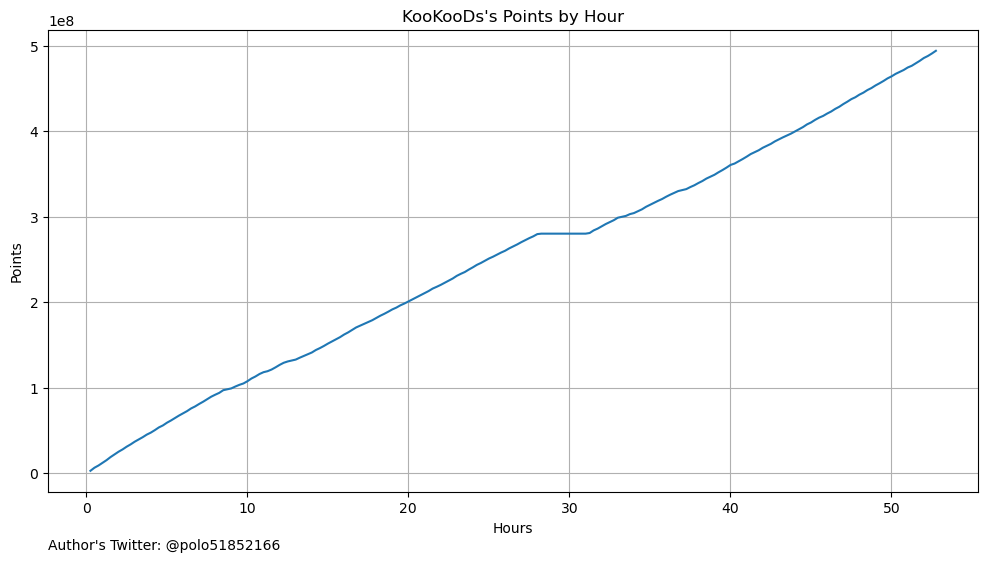 KooKooDs's Points by Hour
1e8
5
4
3
2
1
0
Points
0 10 20 30 40 50
Hours
Author's Twitter: @polo51852166